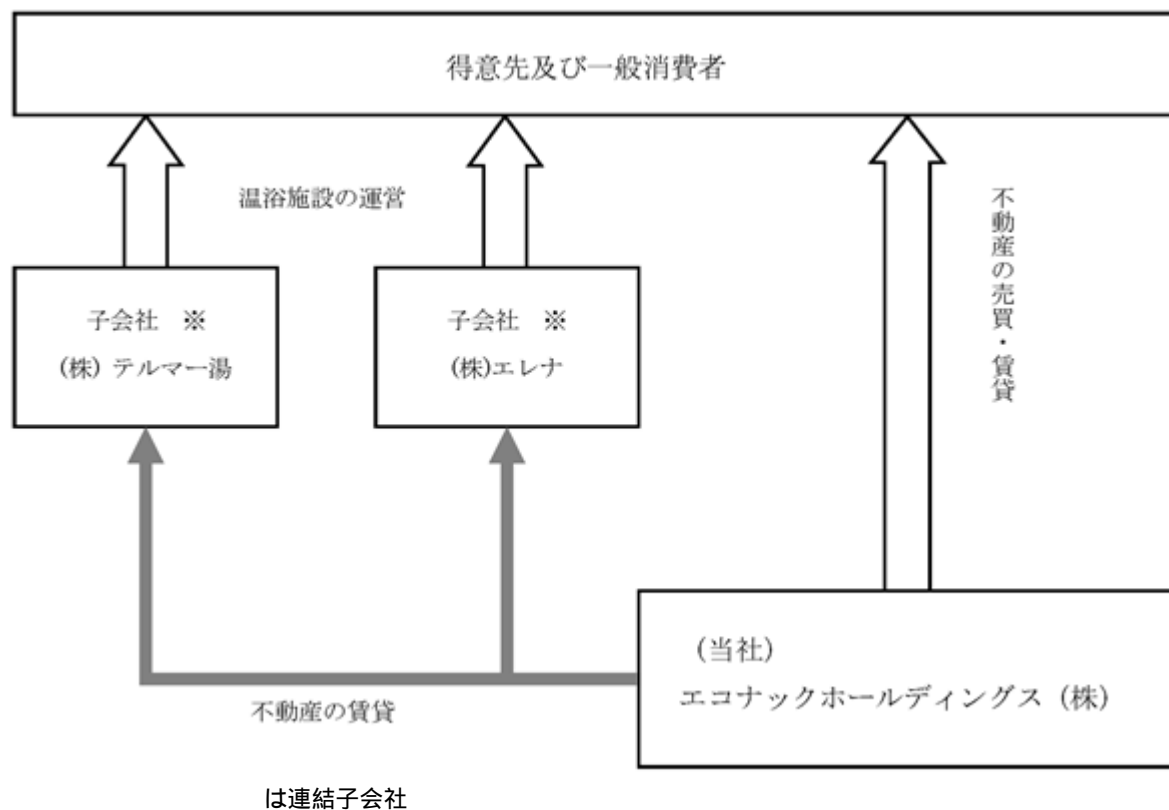 得意先及び一般消費者
温浴施設の運営
不動産の売買・賃貸
子会社　※
(株) テルマー湯
子会社　※
(株)エレナ
(当社)
エコナックホールディングス (株)
不動産の賃貸
は連結子会社